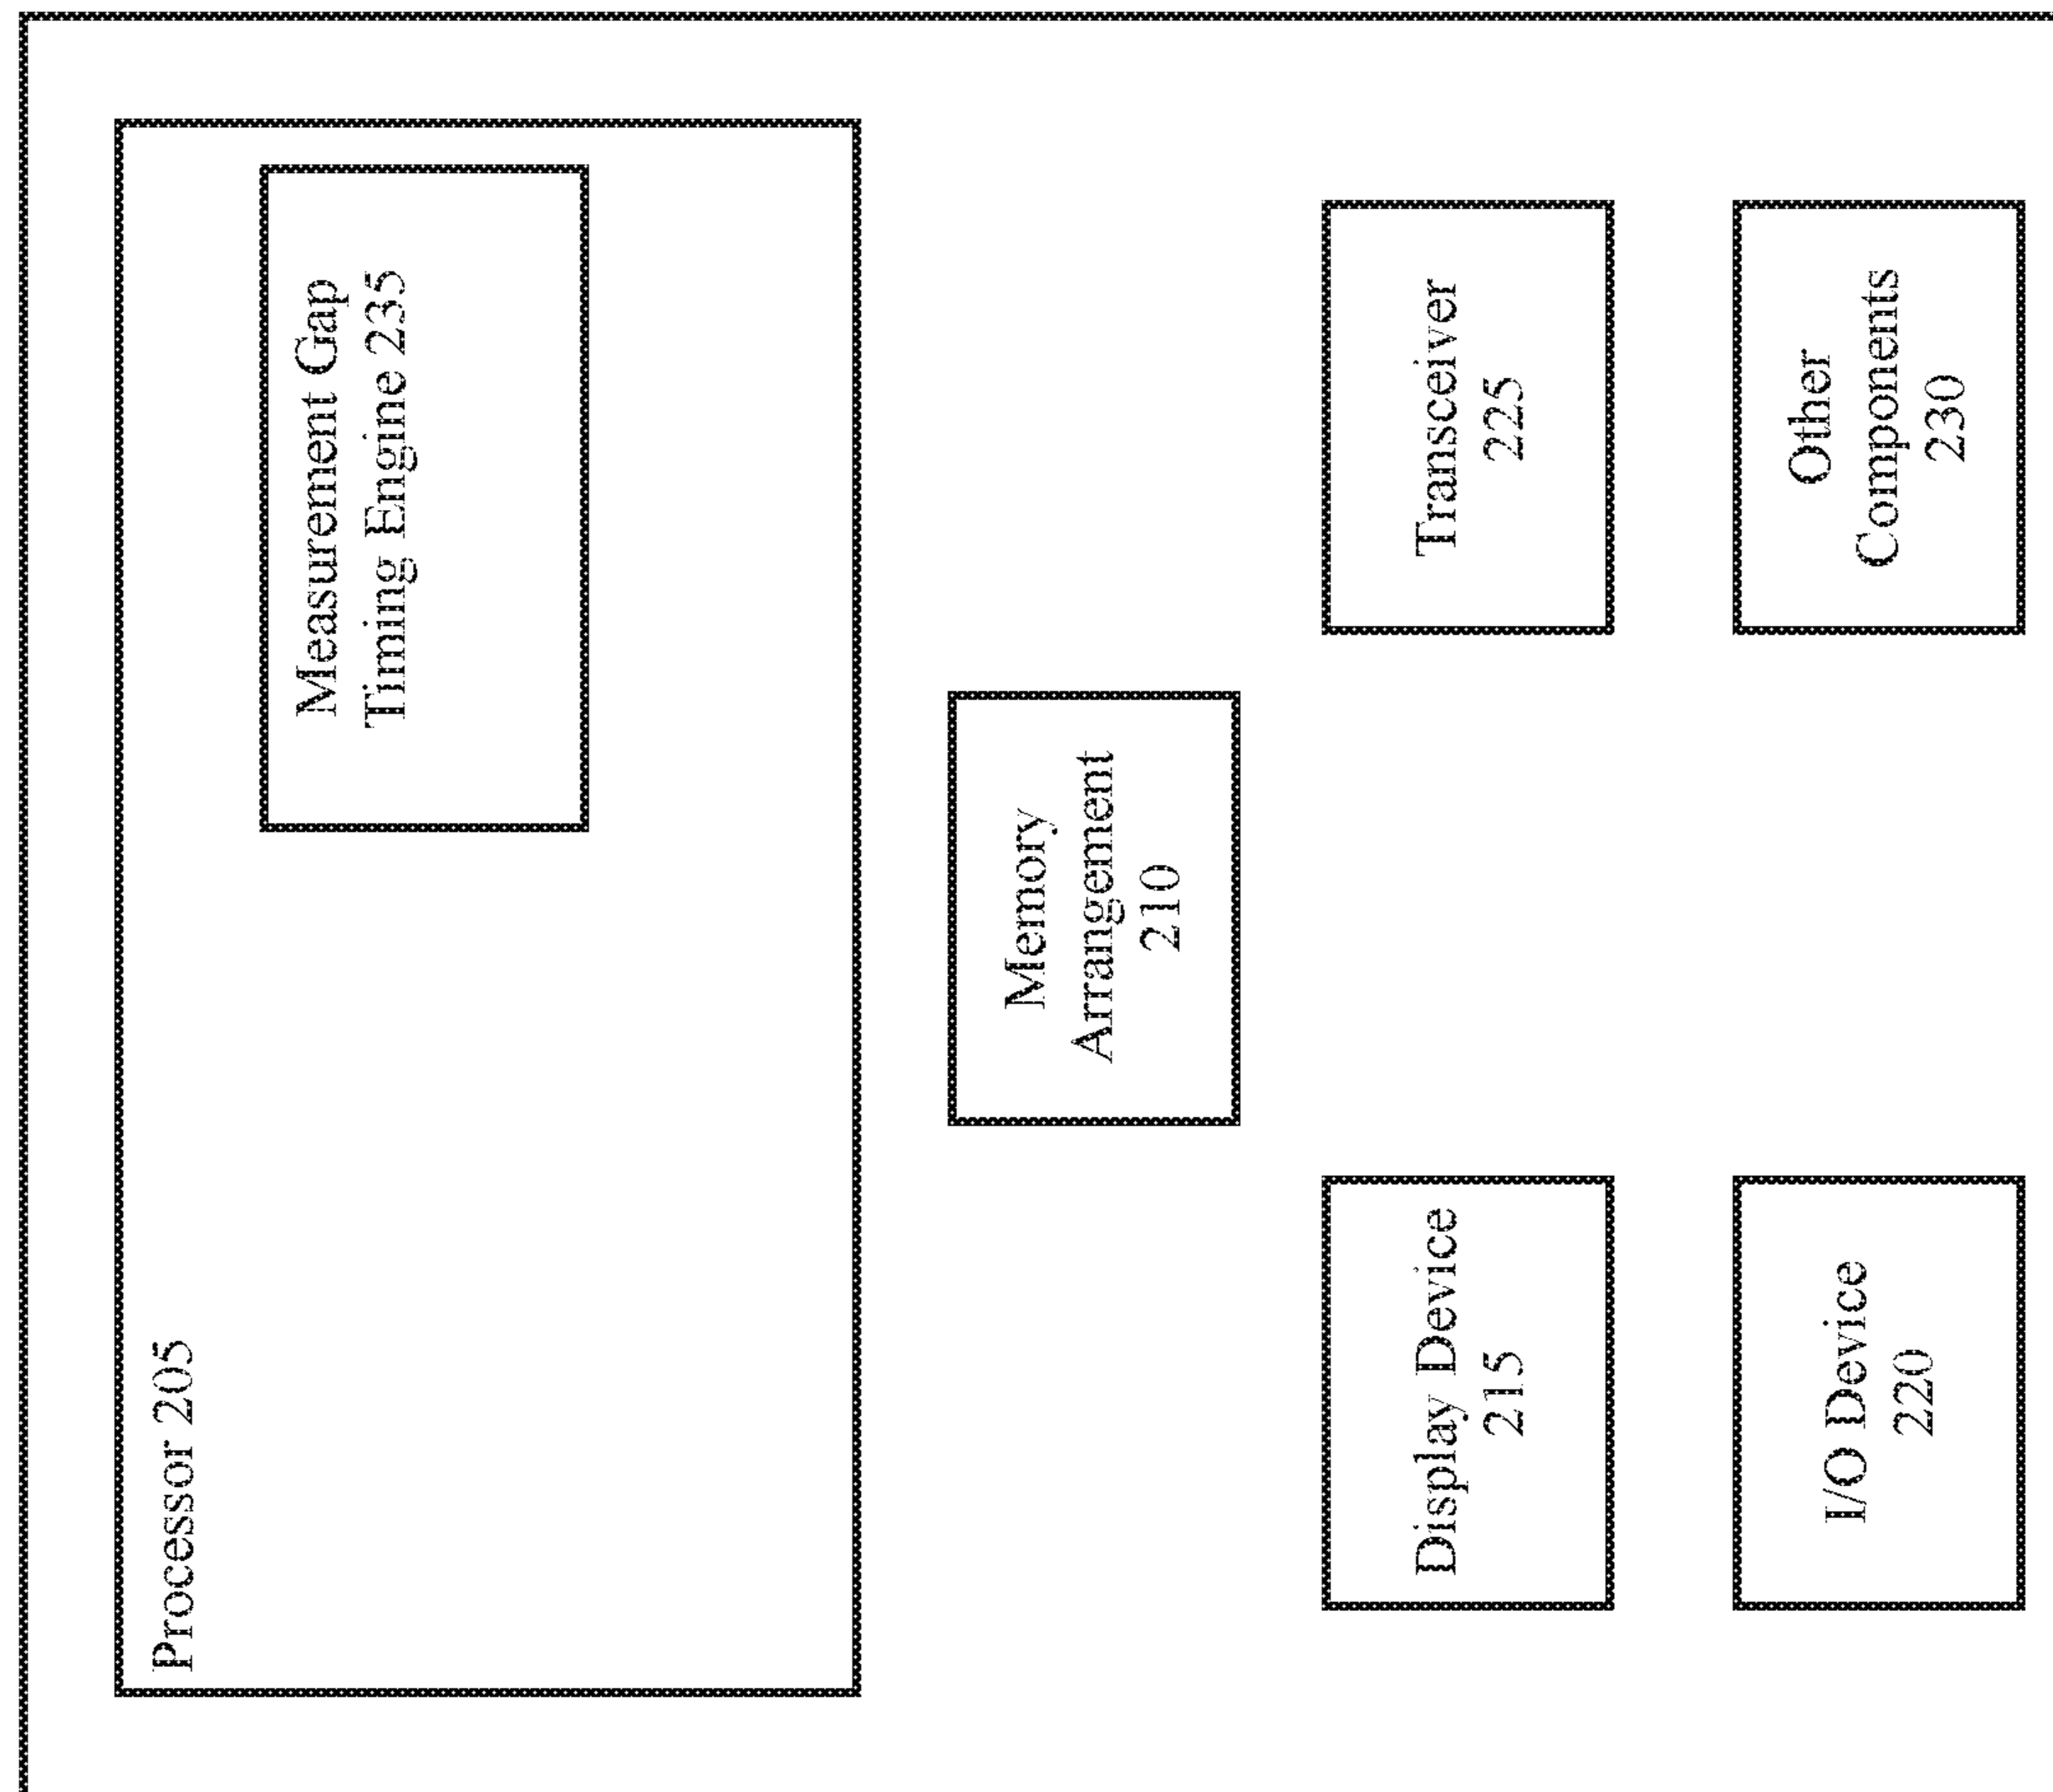 Processor 205
Measurement Gap
Timing Engine 235
Memory
Arrangement
210
Display Device
215
Transceiver
225
I/O Device
220
Other
Components
230